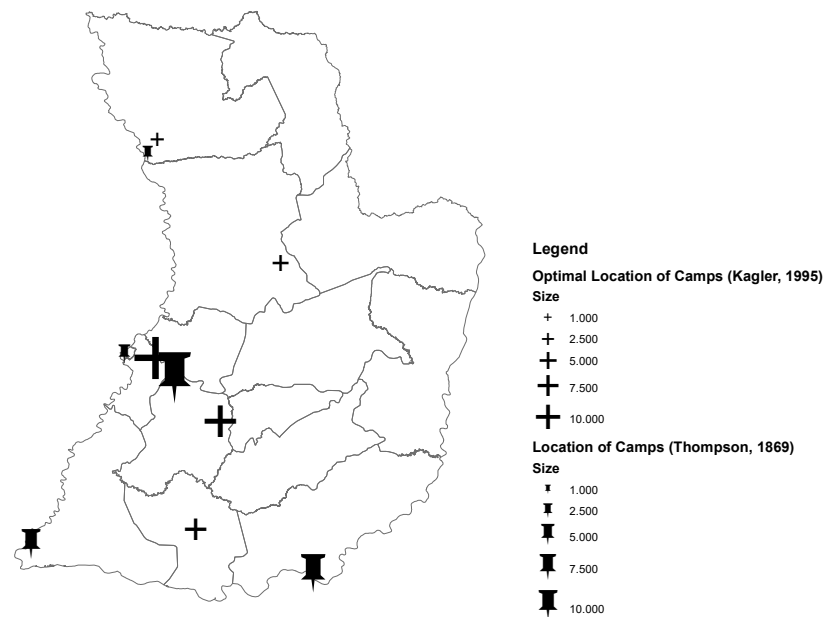 Legend
Optimal Location of Camps (Kagler, 1995)
Size
1.000
2.500
5.000
7.500
10.000
Location of Camps (Thompson, 1869)
Size
1.000
2.500
5.000
7.500
10.000